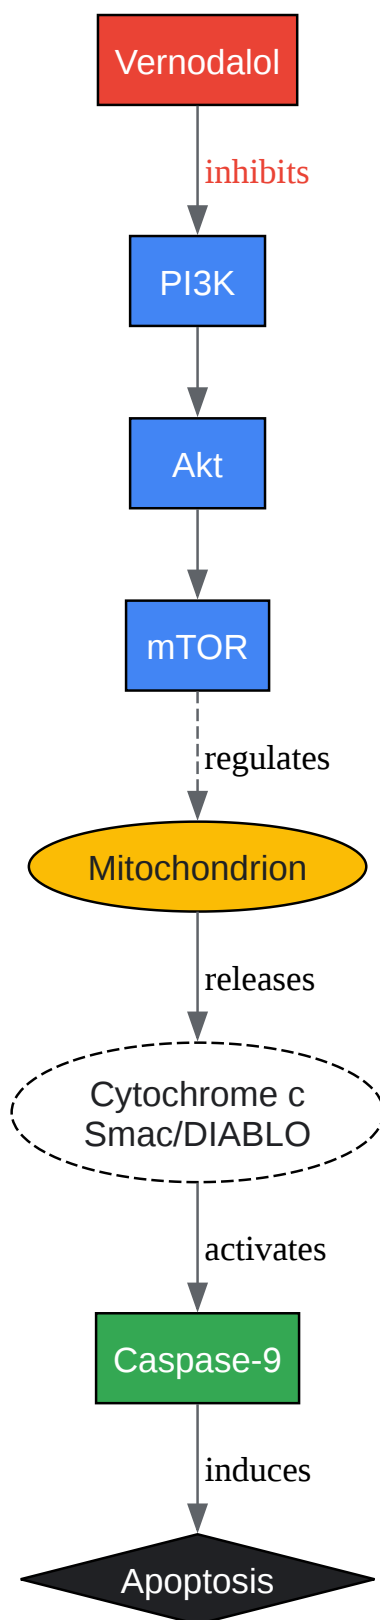 Vernodalol
inhibits
PI3K
Akt
mTOR
regulates
Mitochondrion
releases
Cytochrome c
Smac/DIABLO
activates
Caspase-9
induces
Apoptosis